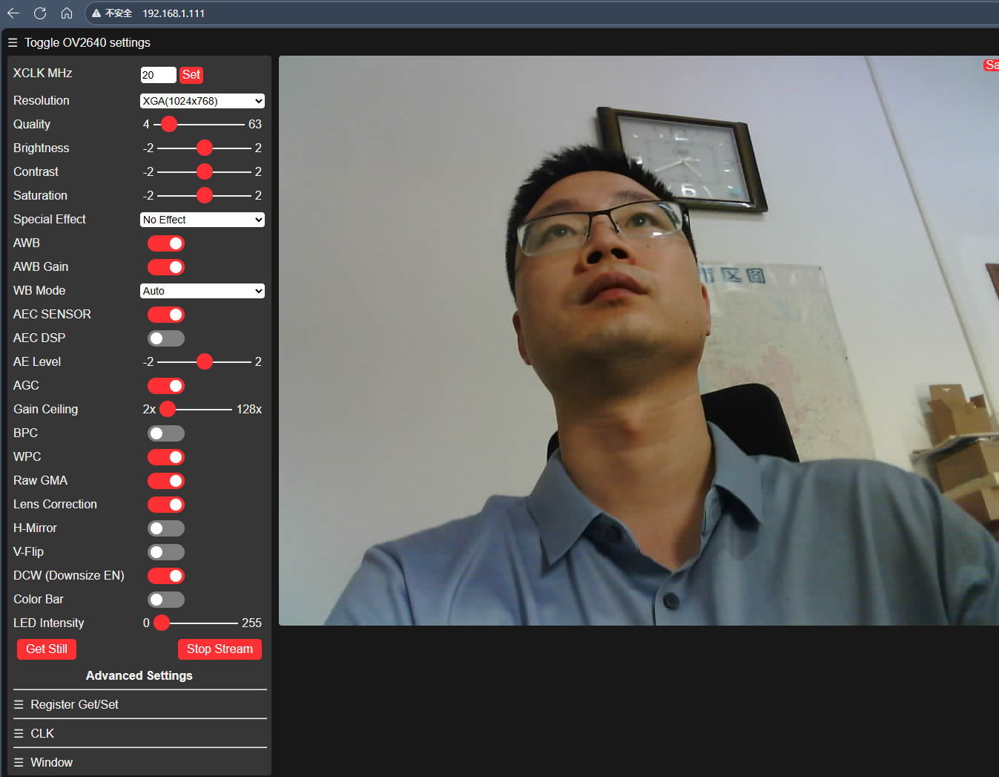 不安全 192.168.1.111
☰ Toggle OV2640 settings
XCLK MHz 20 Set
Resolution XGA(1024x768)
Quality 4 63
Brightness -2 2
Contrast -2 2
Saturation -2 2
Special Effect No Effect
AWB
AWB Gain
WB Mode Auto
AEC SENSOR
AEC DSP
AE Level -2 2
AGC
Gain Ceiling 2x 128x
BPC
WPC
Raw GMA
Lens Correction
H-Mirror
V-Flip
DCW (Downsize EN)
Color Bar
LED Intensity 0 255
Get Still Stop Stream
Advanced Settings
☰ Register Get/Set
☰ CLK
☰ Window
Sa
区图